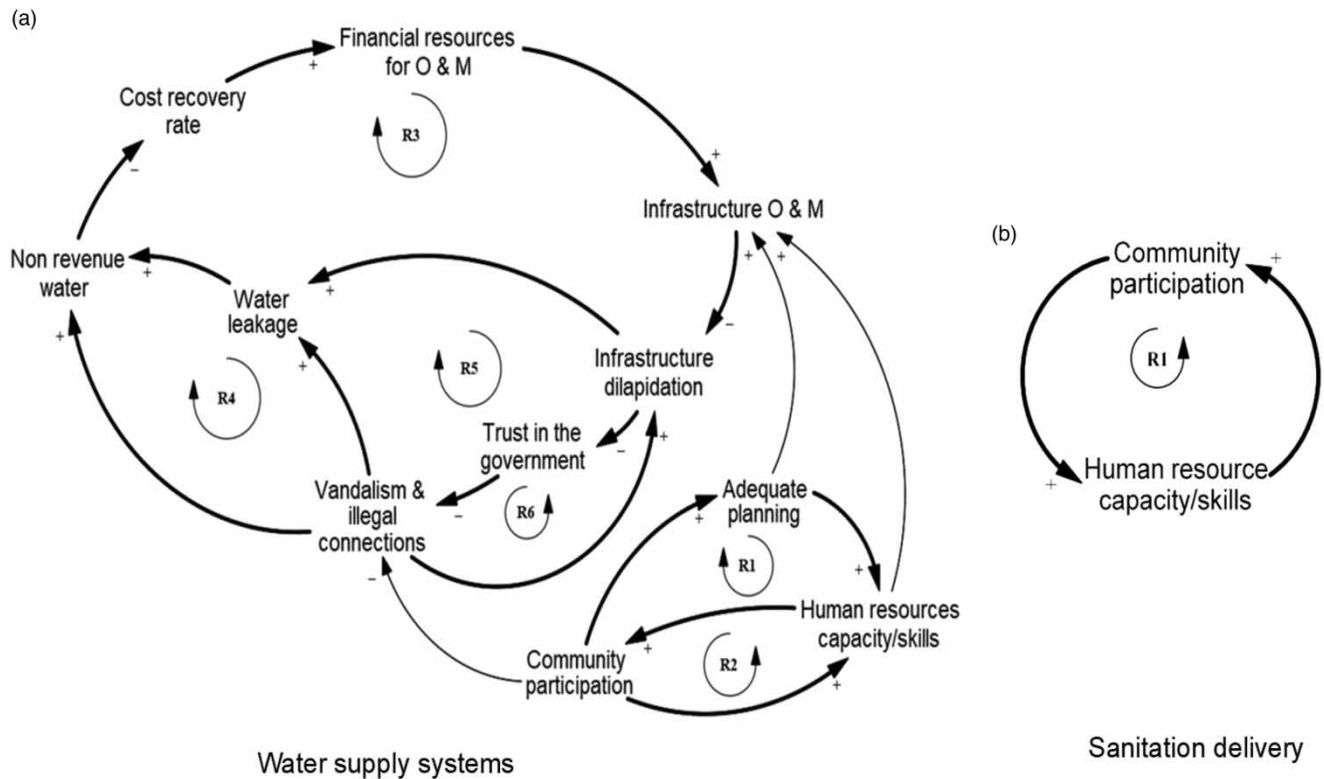 (a)
Financial resources
for O & M
+
Cost recovery
rate
R3
−
+
Infrastructure O & M
+
+
Non revenue
water
+
Water
leakage
+
−
+
+
R5
Infrastructure
dilapidation
R4
Trust in the
government
−
+
Vandalism &
illegal
connections
−
R6
Adequate
planning
+
−
R1
+
Human resources
capacity/skills
+
R2
Community
participation
+
Water supply systems
(b)
Community
participation
+
R1
Human resource
capacity/skills
+
Sanitation delivery